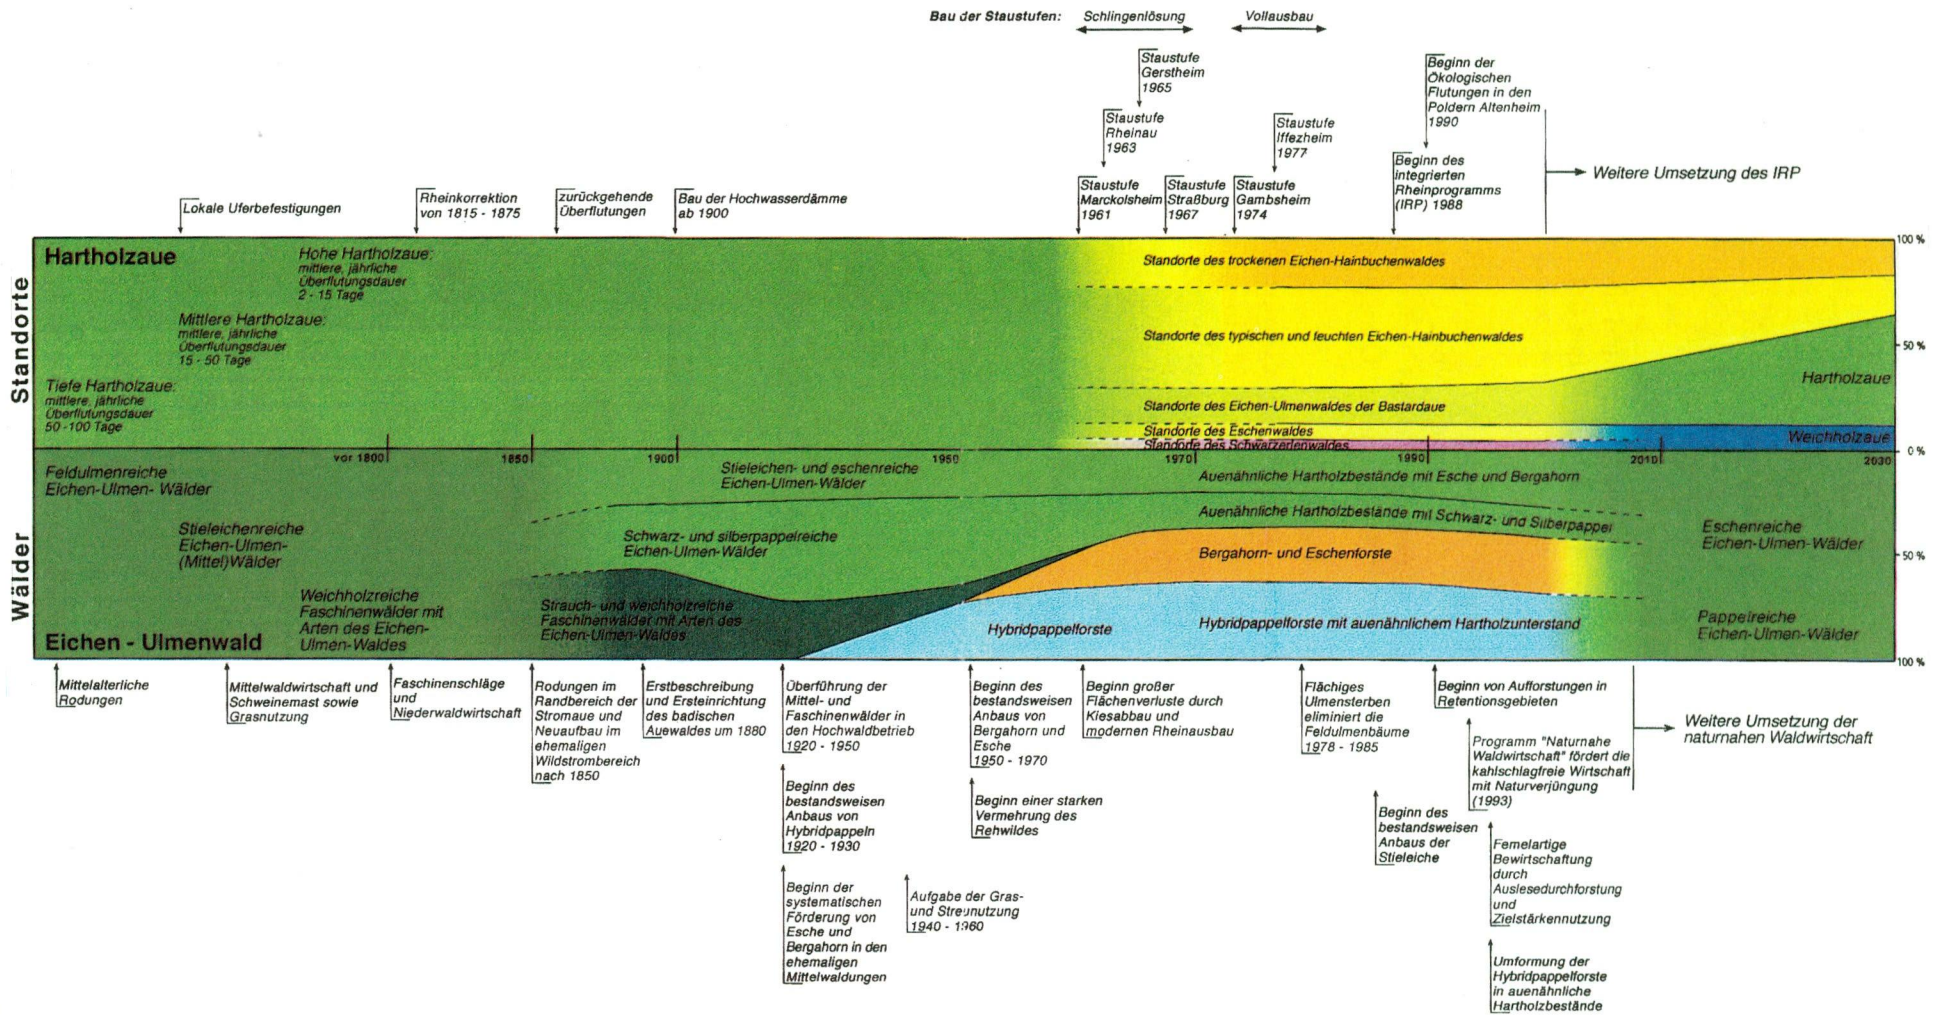 Bau der Staustufen:
Schlingenlösung
Vollausbau
Staustufe
Gerstheim
1965
Beginn der
Ökologischen
Flutungen in den
Poldern Altenheim
1990
Staustufe
Rheinau
1963
Staustufe
Iffezheim
1977
Beginn des
integrierten
Rheinprogramms
(IRP) 1988
Weitere Umsetzung des IRP
Staustufe
Marckolsheim
1961
Staustufe
Straßburg
1967
Staustufe
Gambsheim
1974
Lokale Uferbefestigungen
Rheinkorrektion
von 1815 - 1875
zurückgehende
Überflutungen
Bau der Hochwasserdämme
ab 1900
Standorte
Hartholzaue
Hohe Hartholzaue:
mittlere, jährliche
Überflutungsdauer
2 - 15 Tage
Mittlere Hartholzaue:
mittlere, jährliche
Überflutungsdauer
15 - 50 Tage
Tiefe Hartholzaue:
mittlere, jährliche
Überflutungsdauer
50 - 100 Tage
Standorte des trockenen Eichen-Hainbuchenwaldes
Standorte des typischen und feuchten Eichen-Hainbuchenwaldes
Standorte des Eichen-Ulmenwaldes der Bastardaue
Standorte des Eschenwaldes
Standorte des Schwarzerlenwaldes
Hartholzaue
Weichholzaue
100 %
50 %
0 %
vor 1800
1850
1900
1950
1970
1990
2010
2030
Wälder
Feldulmenreiche
Eichen-Ulmen- Wälder
Stieleichenreiche
Eichen-Ulmen-
(Mittel)Wälder
Weichholzreiche
Faschinenwälder mit
Arten des Eichen-
Ulmen-Waldes
Eichen - Ulmenwald
Stieleichen- und eschenreiche
Eichen-Ulmen-Wälder
Schwarz- und silberpappelreiche
Eichen-Ulmen-Wälder
Strauch- und weichholzreiche
Faschinenwälder mit Arten des
Eichen-Ulmen-Waldes
Auenähnliche Hartholzbestände mit Esche und Bergahorn
Auenähnliche Hartholzbestände mit Schwarz- und Silberpappel
Bergahorn- und Eschenforste
Hybridpappelforste
Hybridpappelforste mit auenähnlichem Hartholzunterstand
Eschenreiche
Eichen-Ulmen-Wälder
Pappelreiche
Eichen-Ulmen-Wälder
50 %
100 %
Mittelalterliche
Rodungen
Mittelwaldwirtschaft und
Schweinemast sowie
Grasnutzung
Faschinenschläge
und
Niederwaldwirtschaft
Rodungen im
Randbereich der
Stromaue und
Neuaufbau im
ehemaligen
Wildstrombereich
nach 1850
Erstbeschreibung
und Ersteinrichtung
des badischen
Auewaldes um 1880
Überführung der
Mittel- und
Faschinenwälder in
den Hochwaldbetrieb
1920 - 1950
Beginn des
bestandsweisen
Anbaus von
Hybridpappeln
1920 - 1930
Beginn der
systematischen
Förderung von
Esche und
Bergahorn in den
ehemaligen
Mittelwaldungen
Aufgabe der Gras-
und Streunutzung
1940 - 1960
Beginn des
bestandsweisen
Anbaus von
Bergahorn und
Esche
1950 - 1970
Beginn einer starken
Vermehrung des
Rehwildes
Beginn großer
Flächenverluste durch
Kiesabbau und
modernen Rheinausbau
Flächiges
Ulmensterben
eliminiert die
Feldulmenbäume
1978 - 1985
Beginn des
bestandsweisen
Anbaus der
Stieleiche
Beginn von Aufforstungen in
Retentionsgebieten
Programm "Naturnahe
Waldwirtschaft" fördert die
kahlschlagfreie Wirtschaft
mit Naturverjüngung
(1993)
Femelartige
Bewirtschaftung
durch
Auslesedurchforstung
und
Zielstärkennutzung
Umformung der
Hybridpappelforste
in auenähnliche
Hartholzbestände
Weitere Umsetzung der
naturnahen Waldwirtschaft